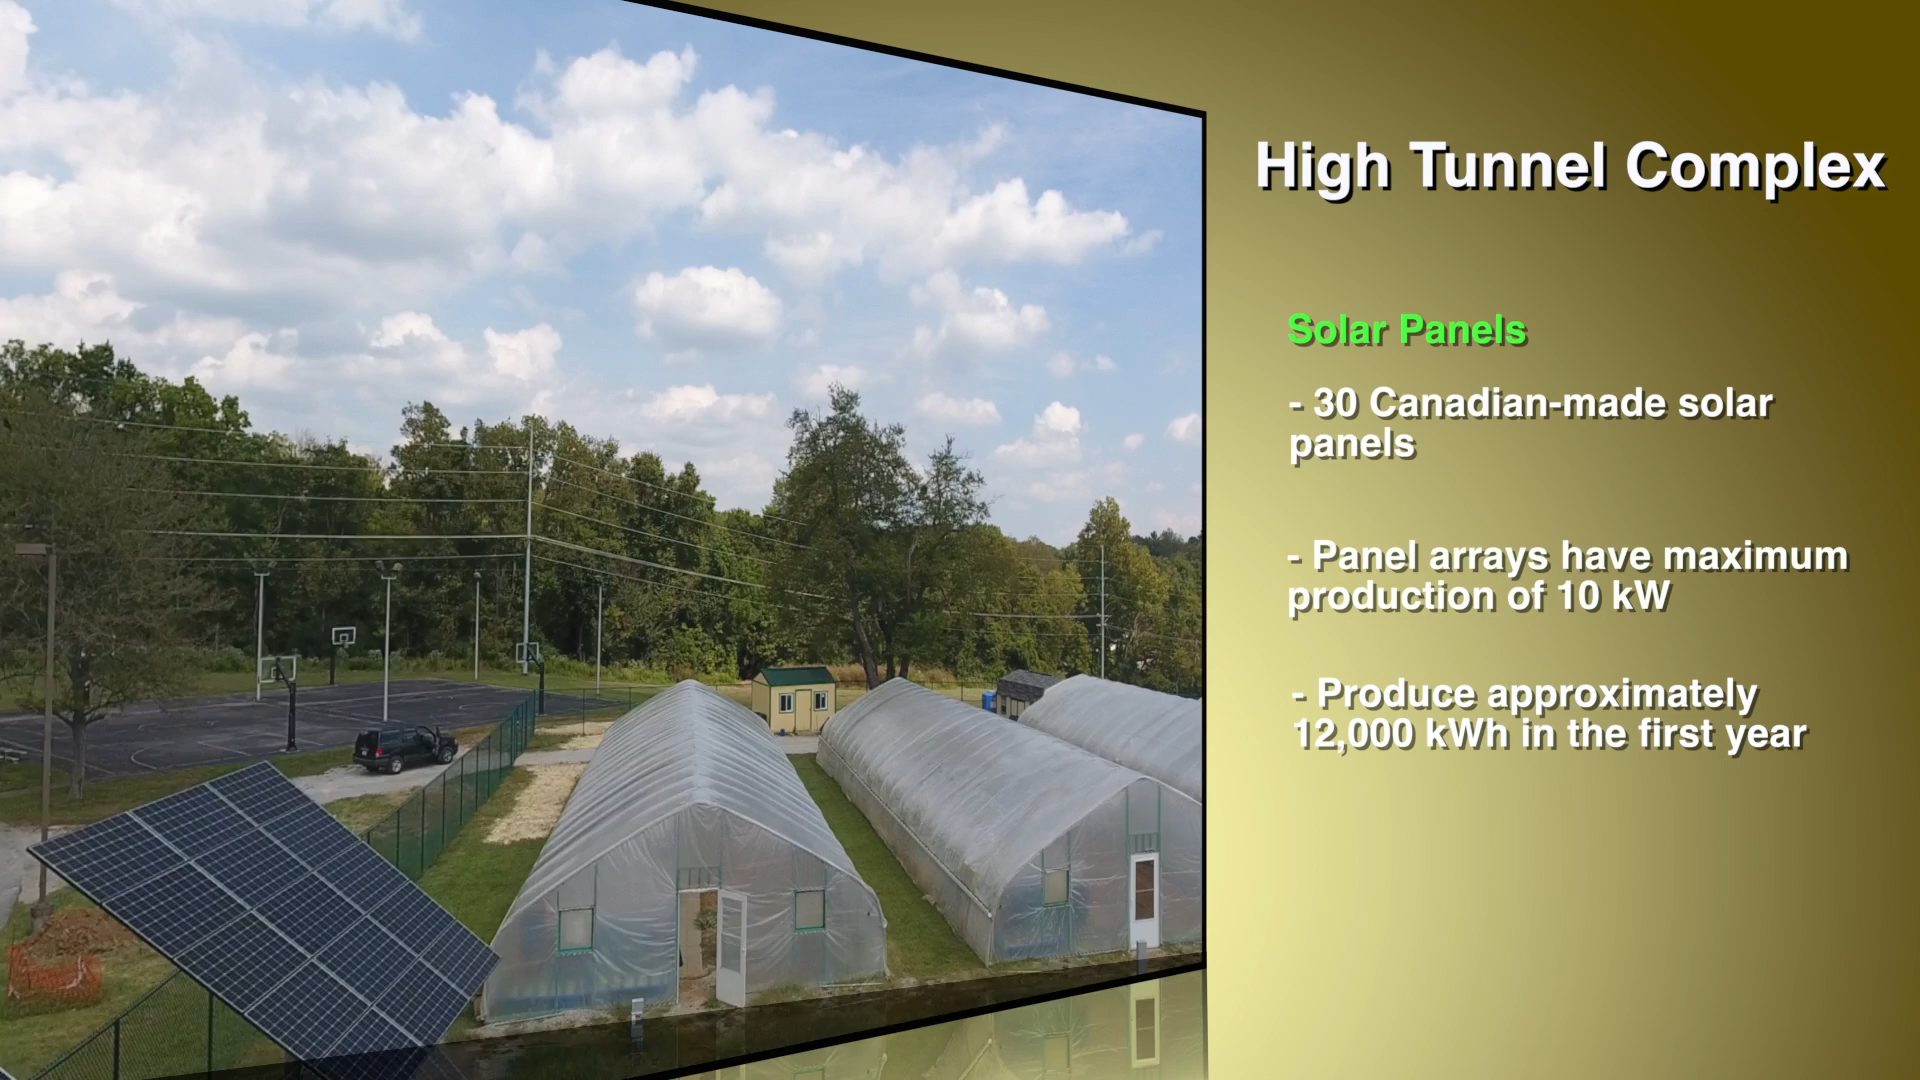 High Tunnel Complex
Solar Panels
- 30 Canadian-made solar
panels
- Panel arrays have maximum
production of 10 kW
- Produce approximately
12,000 kWh in the first year